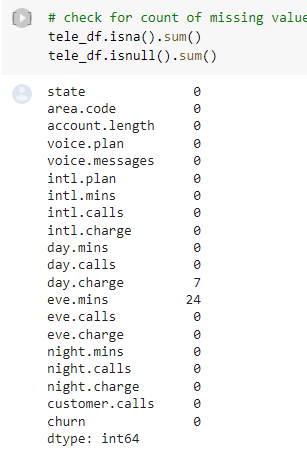 # check for count of missing value
tele_df.isna().sum()
tele_df.isnull().sum()
state 0
area.code 0
account.length 0
voice.plan 0
voice.messages 0
intl.plan 0
intl.mins 0
intl.calls 0
intl.charge 0
day.mins 0
day.calls 0
day.charge 7
eve.mins 24
eve.calls 0
eve.charge 0
night.mins 0
night.calls 0
night.charge 0
customer.calls 0
churn 0
dtype: int64